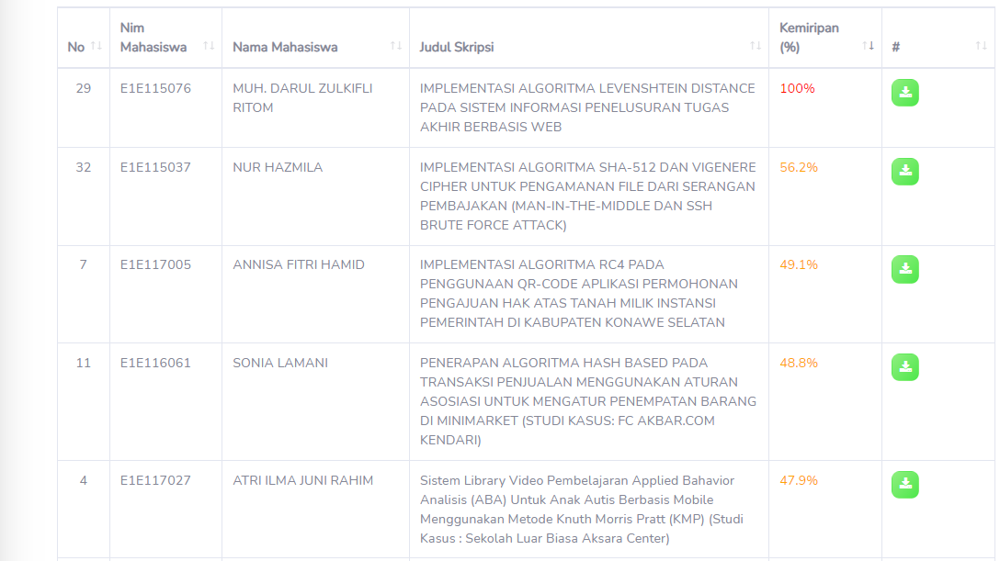 No
Nim
Mahasiswa
Nama Mahasiswa
Judul Skripsi
Kemiripan
(%)
#
29
E1E115076
MUH. DARUL ZULKIFLI
RITOM
IMPLEMENTASI ALGORITMA LEVENSHTEIN DISTANCE
PADA SISTEM INFORMASI PENELUSURAN TUGAS
AKHIR BERBASIS WEB
100%
32
E1E115037
NUR HAZMILA
IMPLEMENTASI ALGORITMA SHA-512 DAN VIGENERE
CIPHER UNTUK PENGAMANAN FILE DARI SERANGAN
PEMBAJAKAN (MAN-IN-THE-MIDDLE DAN SSH
BRUTE FORCE ATTACK)
56.2%
7
E1E117005
ANNISA FITRI HAMID
IMPLEMENTASI ALGORITMA RC4 PADA
PENGGUNAAN QR-CODE APLIKASI PERMOHONAN
PENGAJUAN HAK ATAS TANAH MILIK INSTANSI
PEMERINTAH DI KABUPATEN KONAWE SELATAN
49.1%
11
E1E116061
SONIA LAMANI
PENERAPAN ALGORITMA HASH BASED PADA
TRANSAKSI PENJUALAN MENGGUNAKAN ATURAN
ASOSIASI UNTUK MENGATUR PENEMPATAN BARANG
DI MINIMARKET (STUDI KASUS: FC AKBAR.COM
KENDARI)
48.8%
4
E1E117027
ATRI ILMA JUNI RAHIM
Sistem Library Video Pembelajaran Applied Bahavior
Analisis (ABA) Untuk Anak Autis Berbasis Mobile
Menggunakan Metode Knuth Morris Pratt (KMP) (Studi
Kasus : Sekolah Luar Biasa Aksara Center)
47.9%